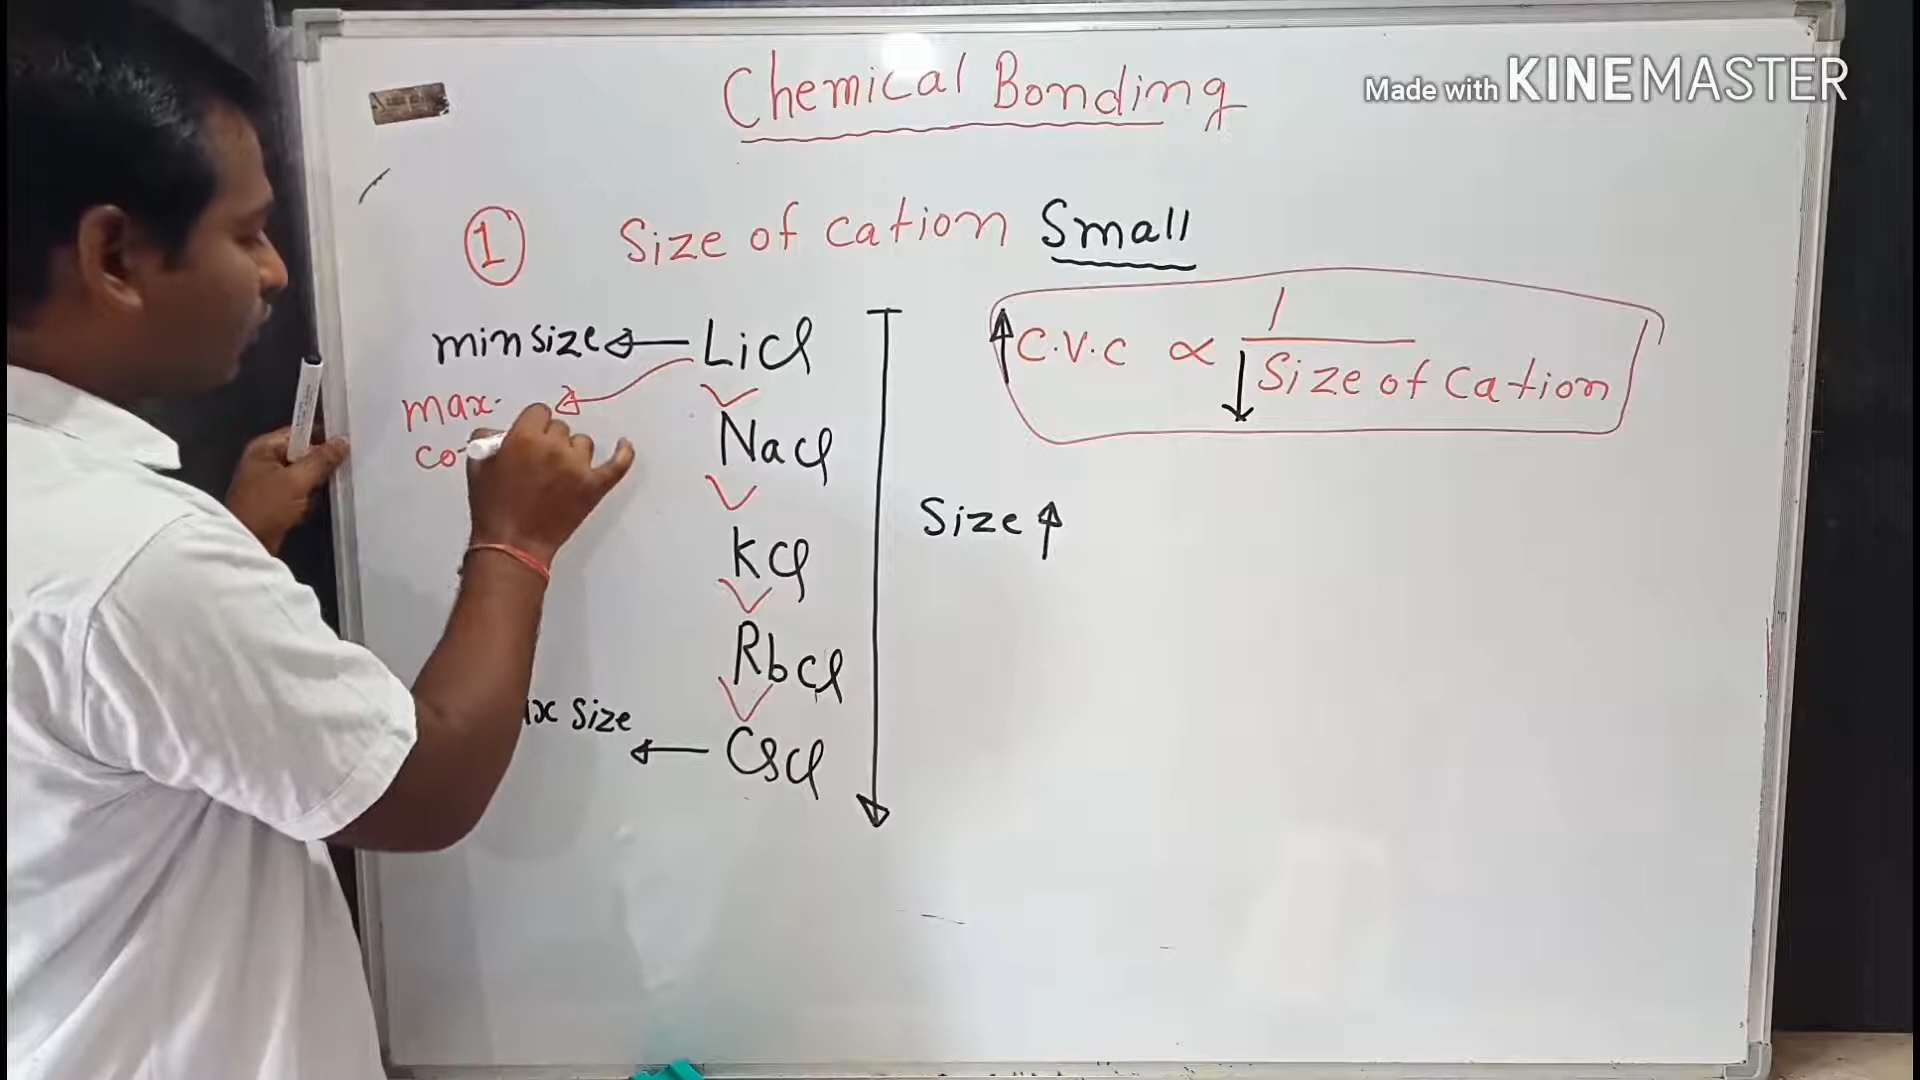 Chemical Bonding
Made with KINEMASTER
1 Size of Cation Small
min size LiCl
C.V.C ∝ 1
Size of Cation
max.
co
NaCl
Size ↑
KCl
RbCl
Size
CsCl